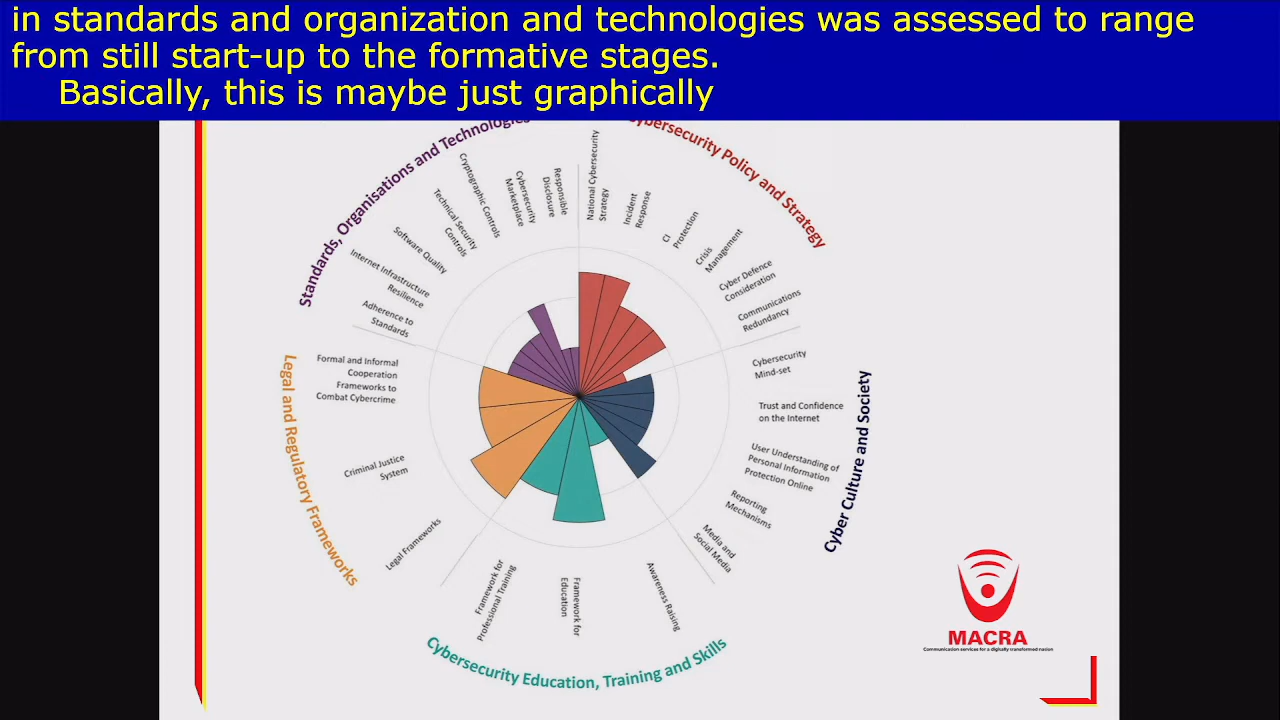 in standards and organization and technologies was assessed to range
from still start-up to the formative stages.
Basically, this is maybe just graphically
Standards, Organisations and Technologies
Cybersecurity Policy and Strategy
Cyber Culture and Society
Cybersecurity Education, Training and Skills
Legal and Regulatory Frameworks
National Cybersecurity
Strategy
Incident
Response
CI
Protection
Crisis
Management
Cyber Defence
Consideration
Communications
Redundancy
Cybersecurity
Mind-set
Trust and Confidence
on the Internet
User Understanding of
Personal Information
Protection Online
Reporting
Mechanisms
Media and
Social Media
Awareness Raising
Framework for
Education
Framework for
Professional Training
Legal Frameworks
Criminal Justice
System
Formal and Informal
Cooperation
Frameworks to
Combat Cybercrime
Adherence to
Standards
Internet Infrastructure
Resilience
Software Quality
Technical Security
Controls
Cryptographic Controls
Cybersecurity
Marketplace
Responsible
Disclosure
MACRA
Communication services for a digitally transformed nation